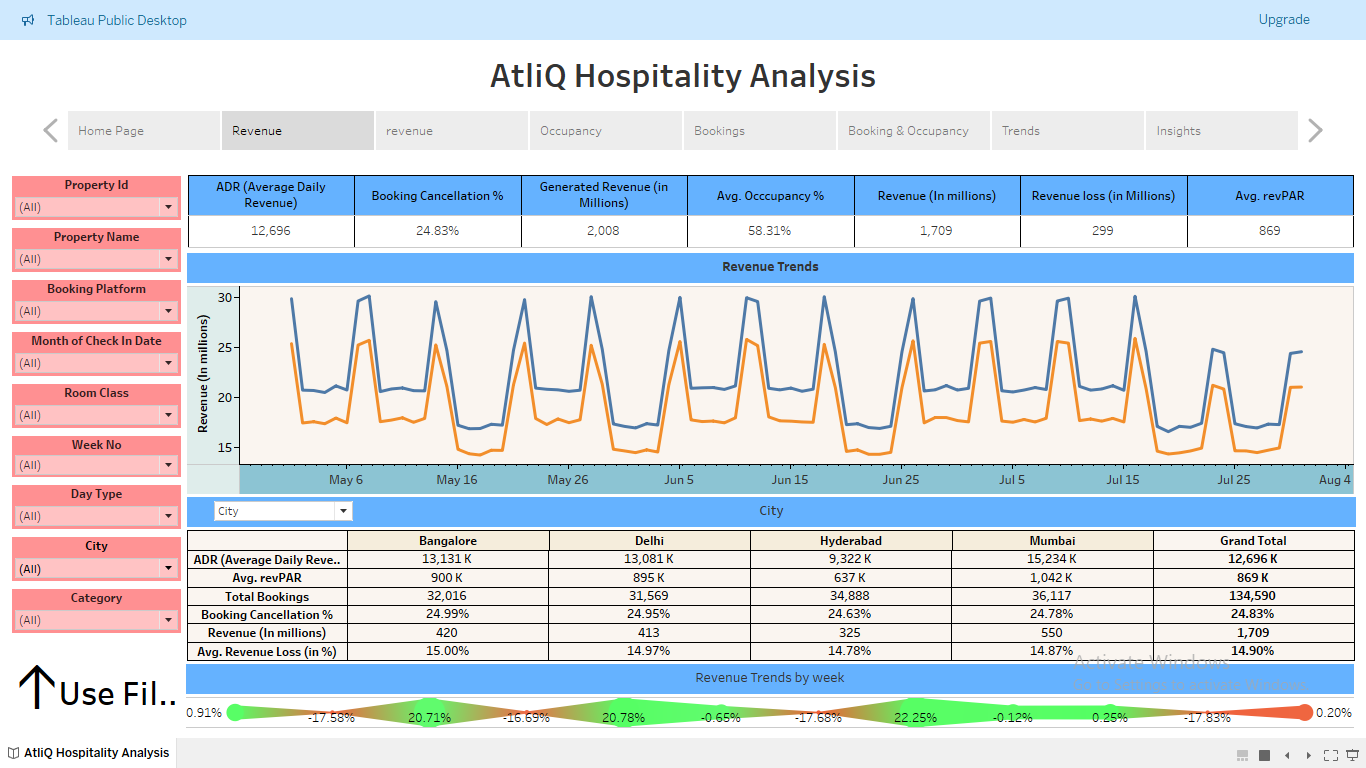 Tableau Public Desktop
Upgrade
AtliQ Hospitality Analysis
Home Page
Revenue
revenue
Occupancy
Bookings
Booking & Occupancy
Trends
Insights
Property Id
(All)
Property Name
(All)
Booking Platform
(All)
Month of Check In Date
(All)
Room Class
(All)
Week No
(All)
Day Type
(All)
City
(All)
Category
(All)
Use Fil..
ADR (Average Daily
Revenue)
Booking Cancellation %
Generated Revenue (in
Millions)
Avg. Occcupancy %
Revenue (In millions)
Revenue loss (in Millions)
Avg. revPAR
12,696
24.83%
2,008
58.31%
1,709
299
869
Revenue Trends
Revenue (In millions)
30
25
20
15
May 6
May 16
May 26
Jun 5
Jun 15
Jun 25
Jul 5
Jul 15
Jul 25
Aug 4
City
City
Bangalore
Delhi
Hyderabad
Mumbai
Grand Total
ADR (Average Daily Reve.. 13,131 K 13,081 K 9,322 K 15,234 K 12,696 K
Avg. revPAR 900 K 895 K 637 K 1,042 K 869 K
Total Bookings 32,016 31,569 34,888 36,117 134,590
Booking Cancellation % 24.99% 24.95% 24.63% 24.78% 24.83%
Revenue (In millions) 420 413 325 550 1,709
Avg. Revenue Loss (in %) 15.00% 14.97% 14.78% 14.87% 14.90%
Activate Windows
Revenue Trends by week
0.91% -17.58% 20.71% -16.69% 20.78% -0.65% -17.68% 22.25% -0.12% 0.25% -17.83% 0.20%
AtliQ Hospitality Analysis